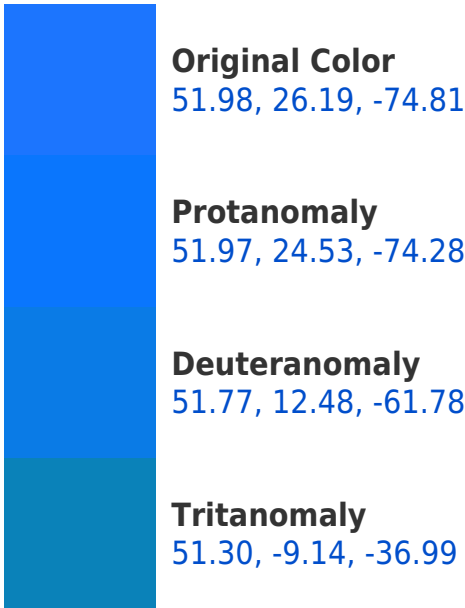 Original Color
51.98, 26.19, -74.81
Protanomaly
51.97, 24.53, -74.28
Deuteranomaly
51.77, 12.48, -61.78
Tritanomaly
51.30, -9.14, -36.99